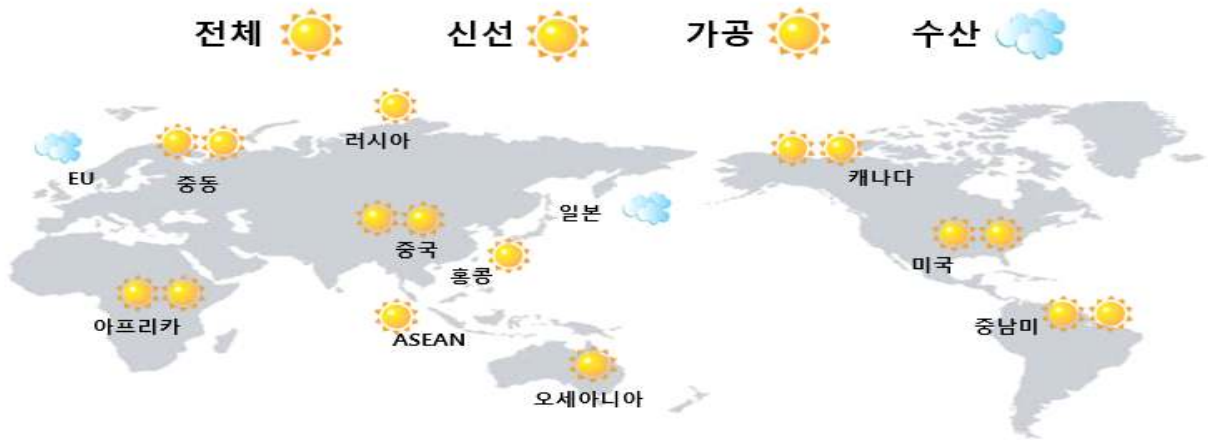 전체 신선 가공 수산
러시아
EU
중동
캐나다
일본
중국
미국
홍콩
아프리카
중남미
ASEAN
오세아니아